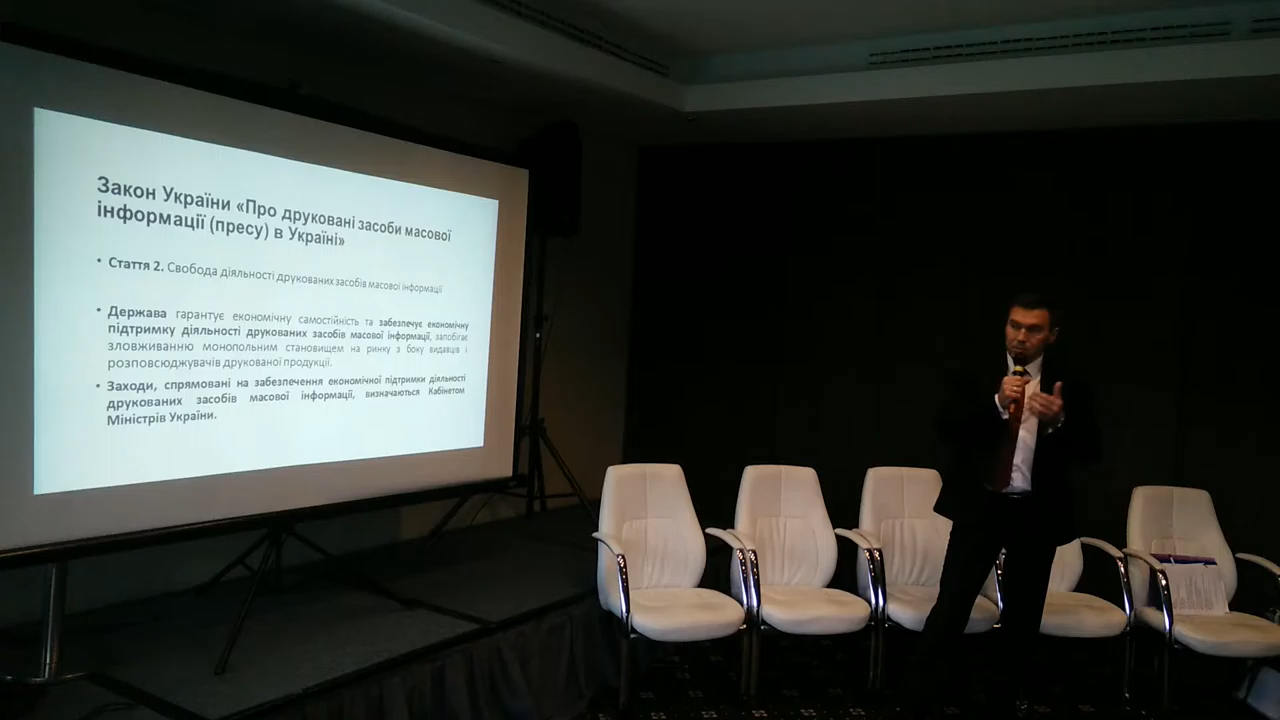 Закон України «Про друковані засоби масової
інформації (пресу) в Україні»
• Стаття 2. Свобода діяльності друкованих засобів масової інформації
• Держава гарантує економічну самостійність та забезпечує економічну
підтримку діяльності друкованих засобів масової інформації, запобігає
зловживанню монопольним становищем на ринку з боку видавців і
розповсюджувачів друкованої продукції.
• Заходи, спрямовані на забезпечення економічної підтримки діяльності
друкованих засобів масової інформації, визначаються Кабінетом
Міністрів України.